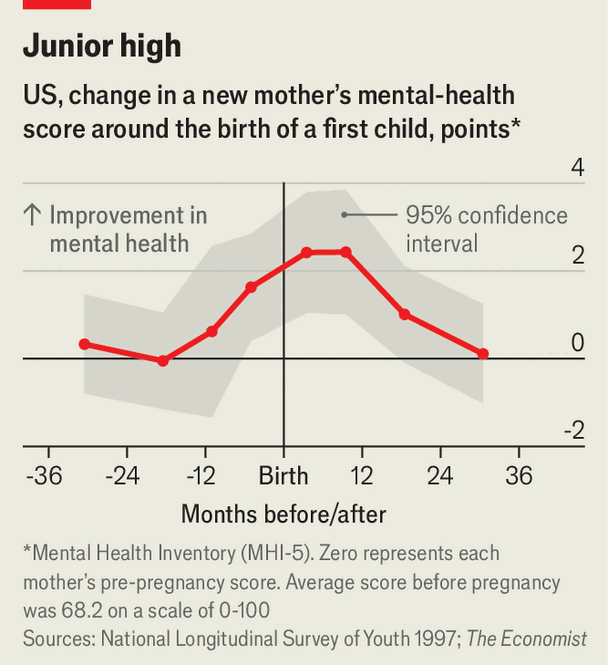 Junior high
US, change in a new mother's mental-health
score around the birth of a first child, points*
4
↑ Improvement in
mental health
95% confidence
interval
2
0
-2
-36 -24 -12 Birth 12 24 36
Months before/after
*Mental Health Inventory (MHI-5). Zero represents each
mother's pre-pregnancy score. Average score before pregnancy
was 68.2 on a scale of 0-100
Sources: National Longitudinal Survey of Youth 1997; The Economist